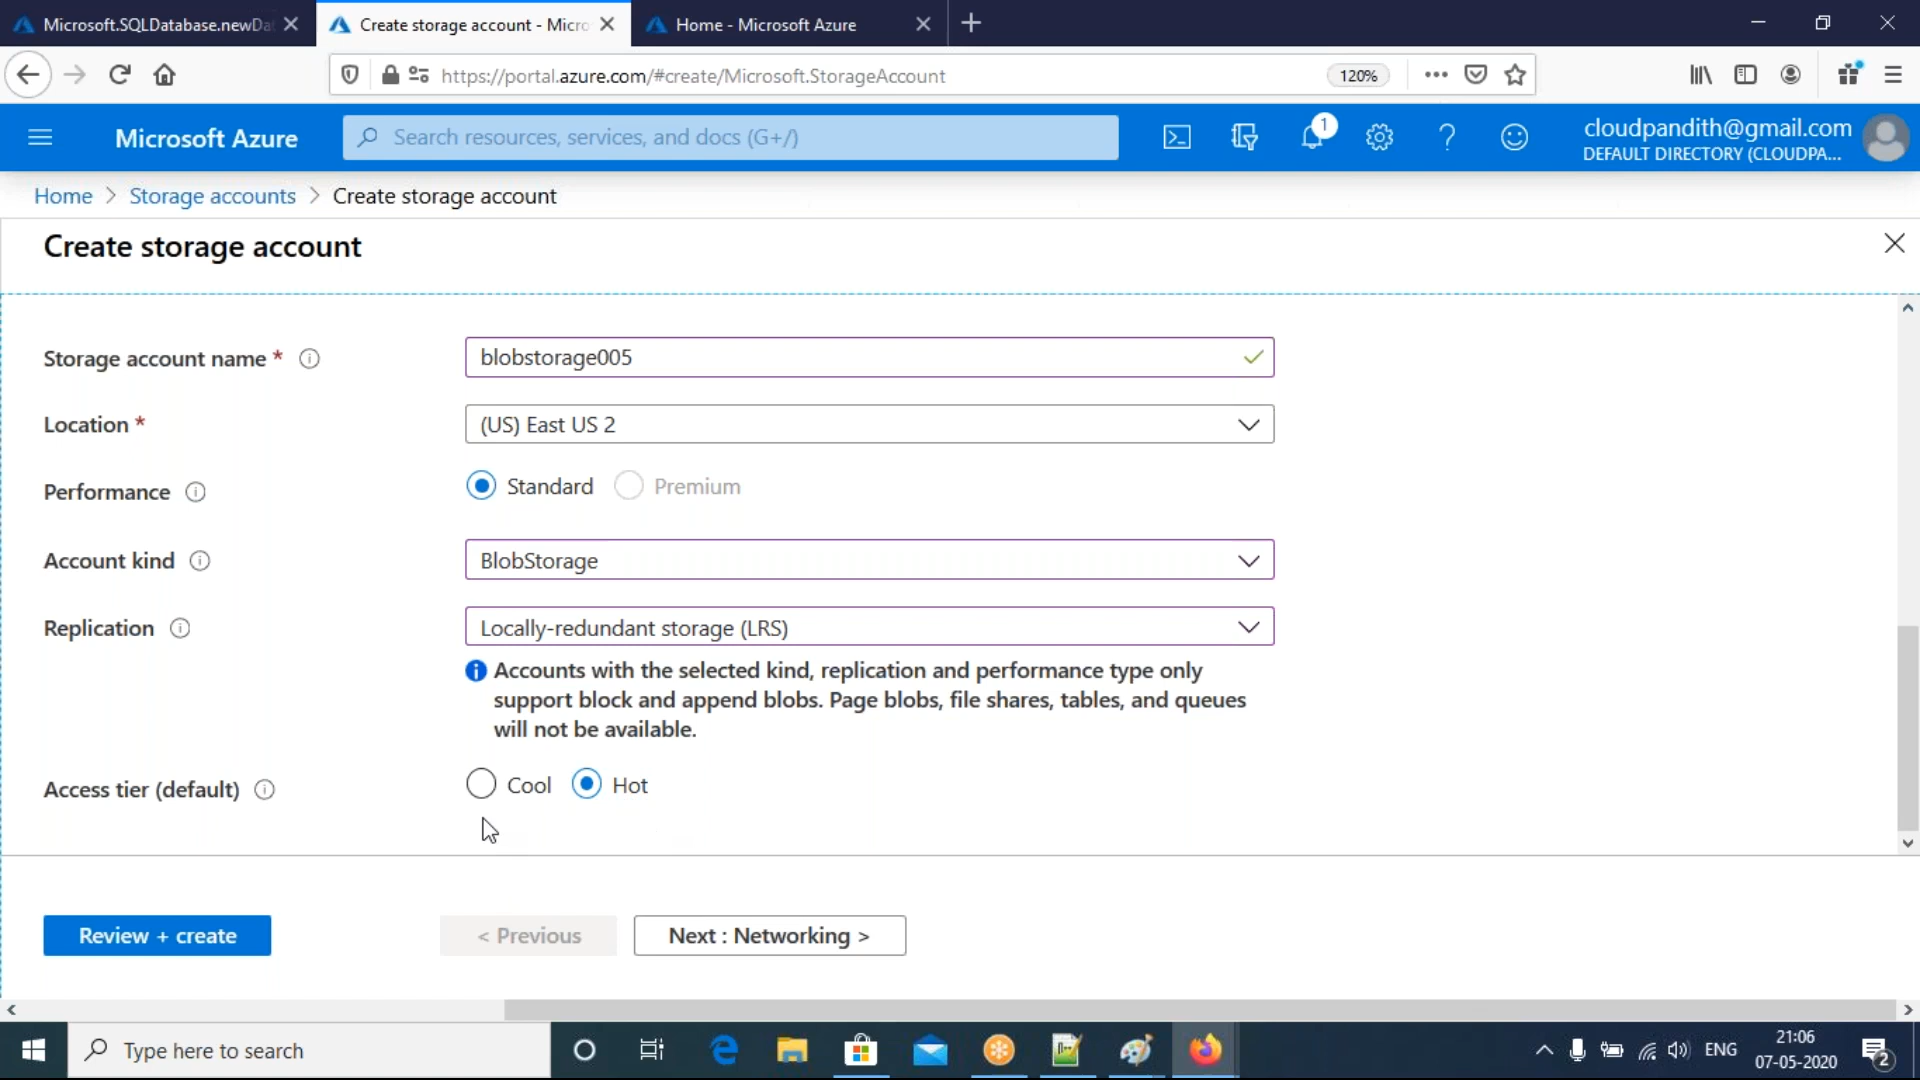 Microsoft.SQLDatabase.newDat
Create storage account - Micro
Home - Microsoft Azure
https://portal.azure.com/#create/Microsoft.StorageAccount
120%
Microsoft Azure
Search resources, services, and docs (G+/)
1
cloudpandith@gmail.com
DEFAULT DIRECTORY (CLOUDPA...
Home > Storage accounts > Create storage account
Create storage account
Storage account name *
blobstorage005
Location *
(US) East US 2
Performance
Standard
Premium
Account kind
BlobStorage
Replication
Locally-redundant storage (LRS)
Accounts with the selected kind, replication and performance type only
support block and append blobs. Page blobs, file shares, tables, and queues
will not be available.
Access tier (default)
Cool
Hot
Review + create
< Previous
Next : Networking >
Type here to search
ENG
21:06
07-05-2020
2